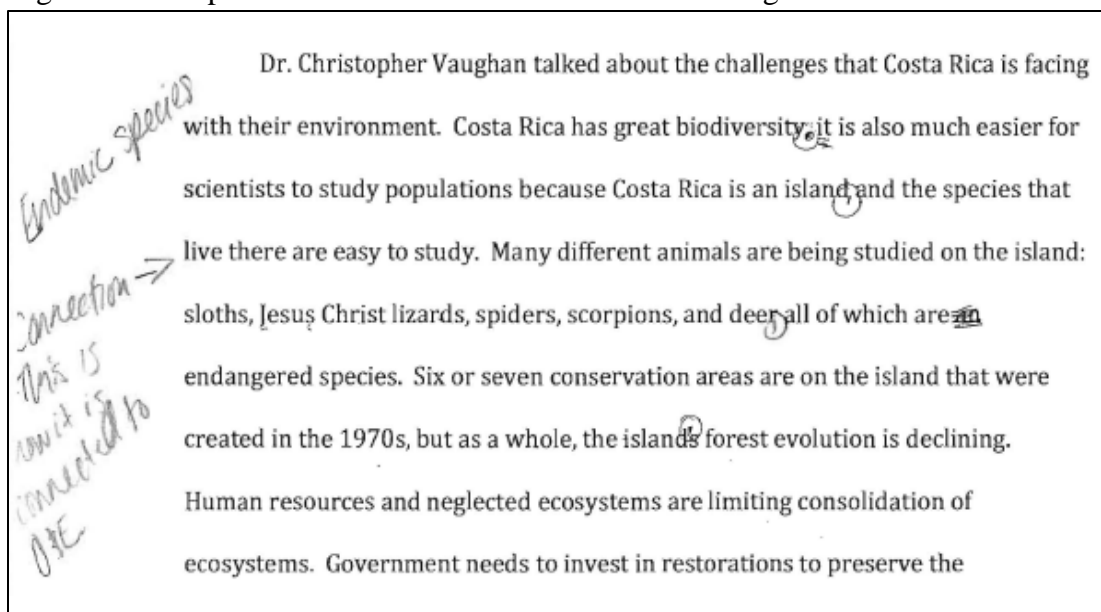 Endemic species
Connection →
This is
how it is
connected to
Dr. Christopher Vaughan talked about the challenges that Costa Rica is facing
with their environment. Costa Rica has great biodiversity. it is also much easier for
scientists to study populations because Costa Rica is an island, and the species that
live there are easy to study. Many different animals are being studied on the island:
sloths, Jesus Christ lizards, spiders, scorpions, and deer, all of which are
endangered species. Six or seven conservation areas are on the island that were
created in the 1970s, but as a whole, the island's forest evolution is declining.
Human resources and neglected ecosystems are limiting consolidation of
ecosystems. Government needs to invest in restorations to preserve the